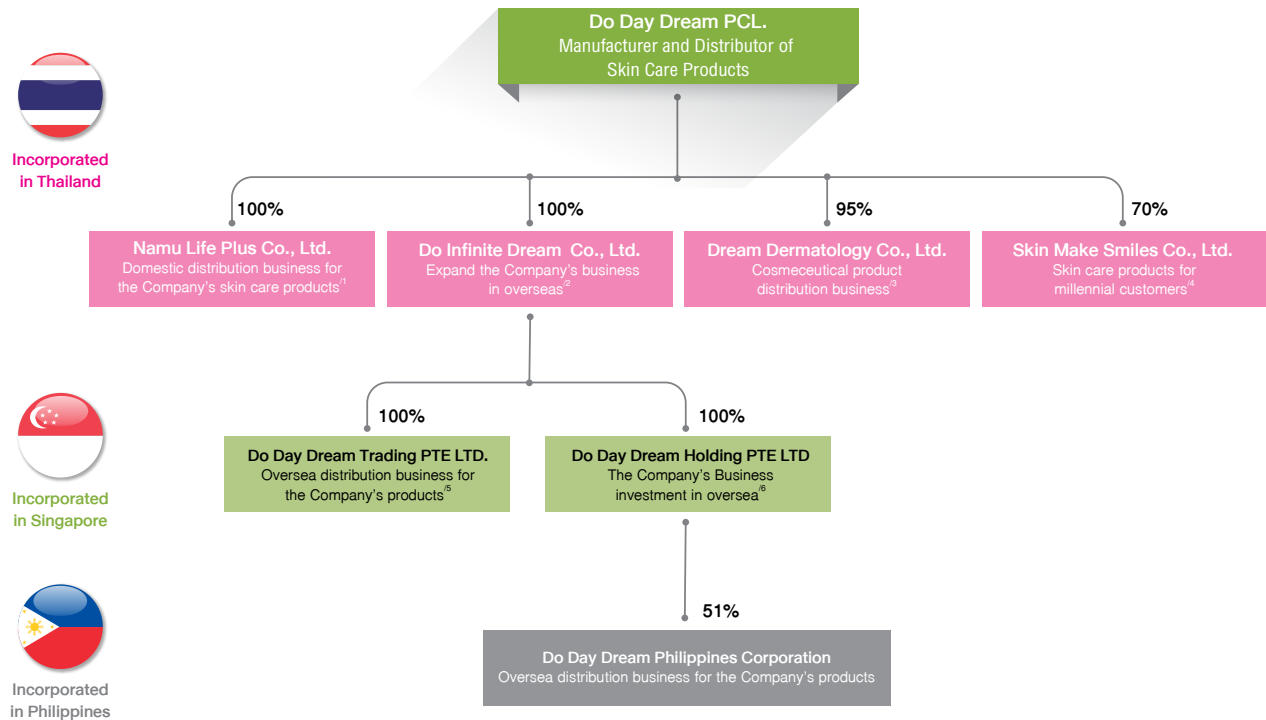 Do Day Dream PCL.
Manufacturer and Distributor of
Skin Care Products
Incorporated
in Thailand
100%
100%
95%
70%
Namu Life Plus Co., Ltd.
Domestic distribution business for
the Company's skin care products/1
Do Infinite Dream Co., Ltd.
Expand the Company's business
in overseas/2
Dream Dermatology Co., Ltd.
Cosmeceutical product
distribution business/3
Skin Make Smiles Co., Ltd.
Skin care products for
millennial customers/4
100%
100%
Do Day Dream Trading PTE LTD.
Oversea distribution business for
the Company's products/5
Do Day Dream Holding PTE LTD
The Company's Business
investment in oversea/6
Incorporated
in Singapore
51%
Do Day Dream Philippines Corporation
Oversea distribution business for the Company's products
Incorporated
in Philippines